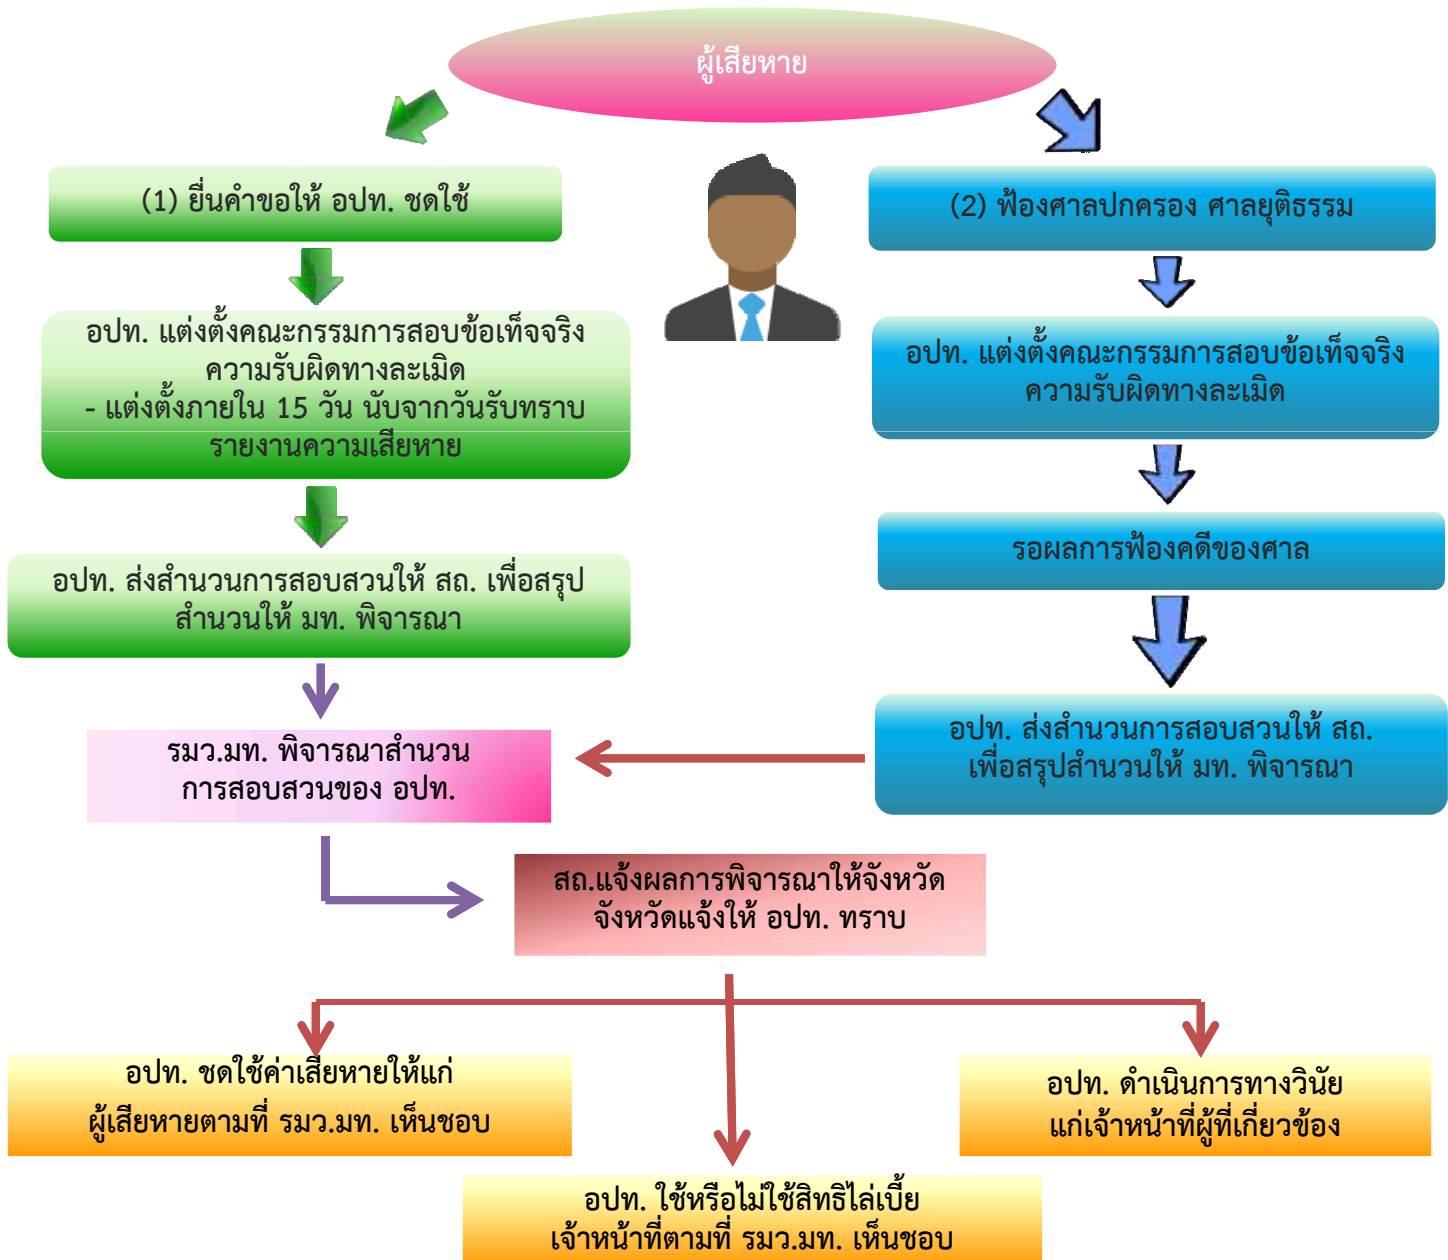 ผู้เสียหาย
(1) ยื่นคำขอให้ อปท. ชดใช้
อปท. แต่งตั้งคณะกรรมการสอบข้อเท็จจริง
ความรับผิดทางละเมิด
- แต่งตั้งภายใน 15 วัน นับจากวันรับทราบ
รายงานความเสียหาย
อปท. ส่งสำนวนการสอบสวนให้ สถ. เพื่อสรุป
สำนวนให้ มท. พิจารณา
(2) ฟ้องศาลปกครอง ศาลยุติธรรม
อปท. แต่งตั้งคณะกรรมการสอบข้อเท็จจริง
ความรับผิดทางละเมิด
รอผลการฟ้องคดีของศาล
อปท. ส่งสำนวนการสอบสวนให้ สถ.
เพื่อสรุปสำนวนให้ มท. พิจารณา
รมว.มท. พิจารณาสำนวน
การสอบสวนของ อปท.
สถ.แจ้งผลการพิจารณาให้จังหวัด
จังหวัดแจ้งให้ อปท. ทราบ
อปท. ชดใช้ค่าเสียหายให้แก่
ผู้เสียหายตามที่ รมว.มท. เห็นชอบ
อปท. ใช้หรือไม่ใช้สิทธิไล่เบี้ย
เจ้าหน้าที่ตามที่ รมว.มท. เห็นชอบ
อปท. ดำเนินการทางวินัย
แก่เจ้าหน้าที่ผู้ที่เกี่ยวข้อง